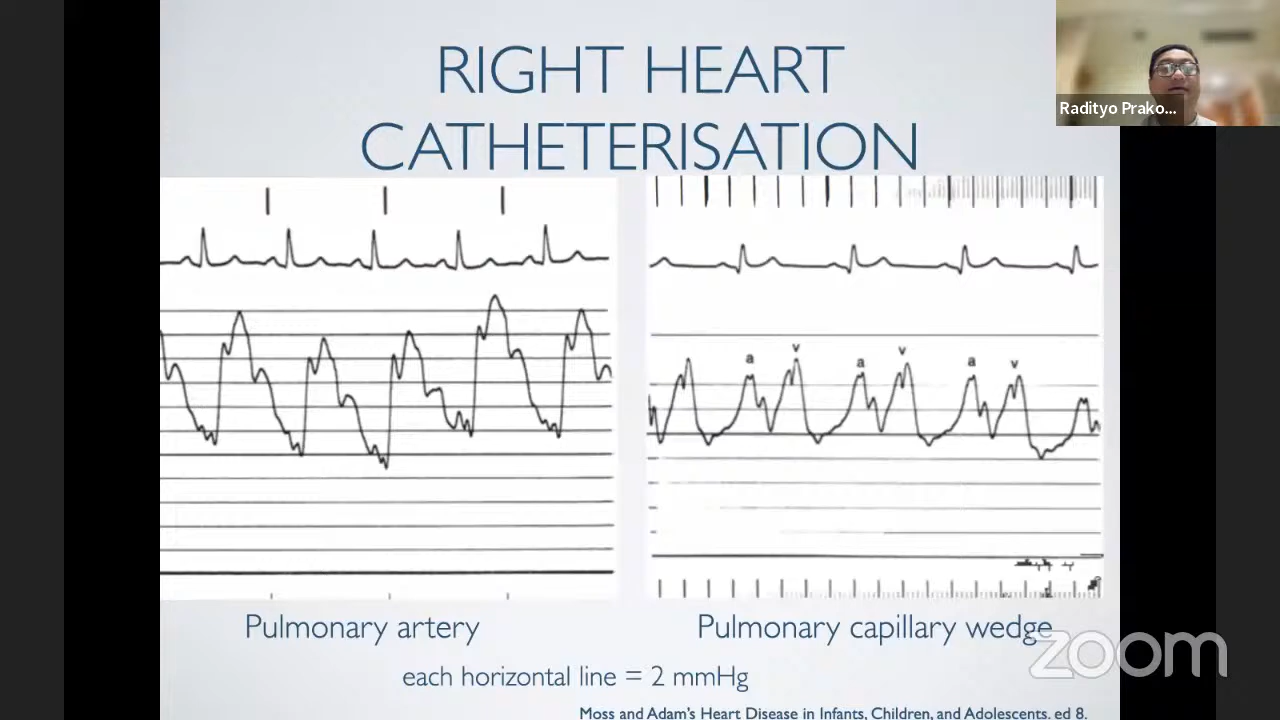 RIGHT HEART
CATHETERISATION
Radityo Prako...
a
v
a
v
a
v
Pulmonary artery
Pulmonary capillary wedge
zoom
each horizontal line = 2 mmHg
Moss and Adam's Heart Disease in Infants, Children, and Adolescents. ed 8.